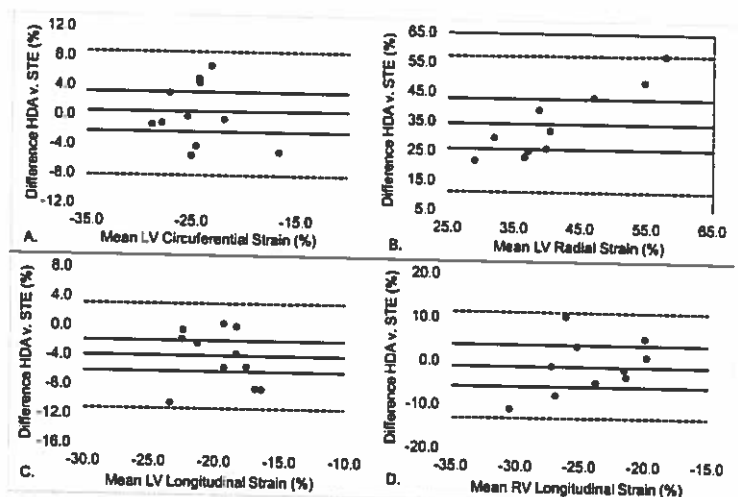 Difference HDA v. STE (%)
12.0
8.0
4.0
0.0
-4.0
-8.0
-12.0
-35.0 -25.0 -15.0
A. Mean LV Circuferential Strain (%)
Difference HDA v. STE (%)
65.0
55.0
45.0
35.0
25.0
15.0
5.0
25.0 35.0 45.0 55.0 65.0
B. Mean LV Radial Strain (%)
Difference HDA v. STE (%)
8.0
4.0
0.0
-4.0
-8.0
-12.0
-16.0
-30.0 -25.0 -20.0 -15.0 -10.0
C. Mean LV Longitudinal Strain (%)
Difference HDA v. STE (%)
20.0
10.0
0.0
-10.0
-20.0
-35.0 -30.0 -25.0 -20.0 -15.0
D. Mean RV Longitudinal Strain (%)